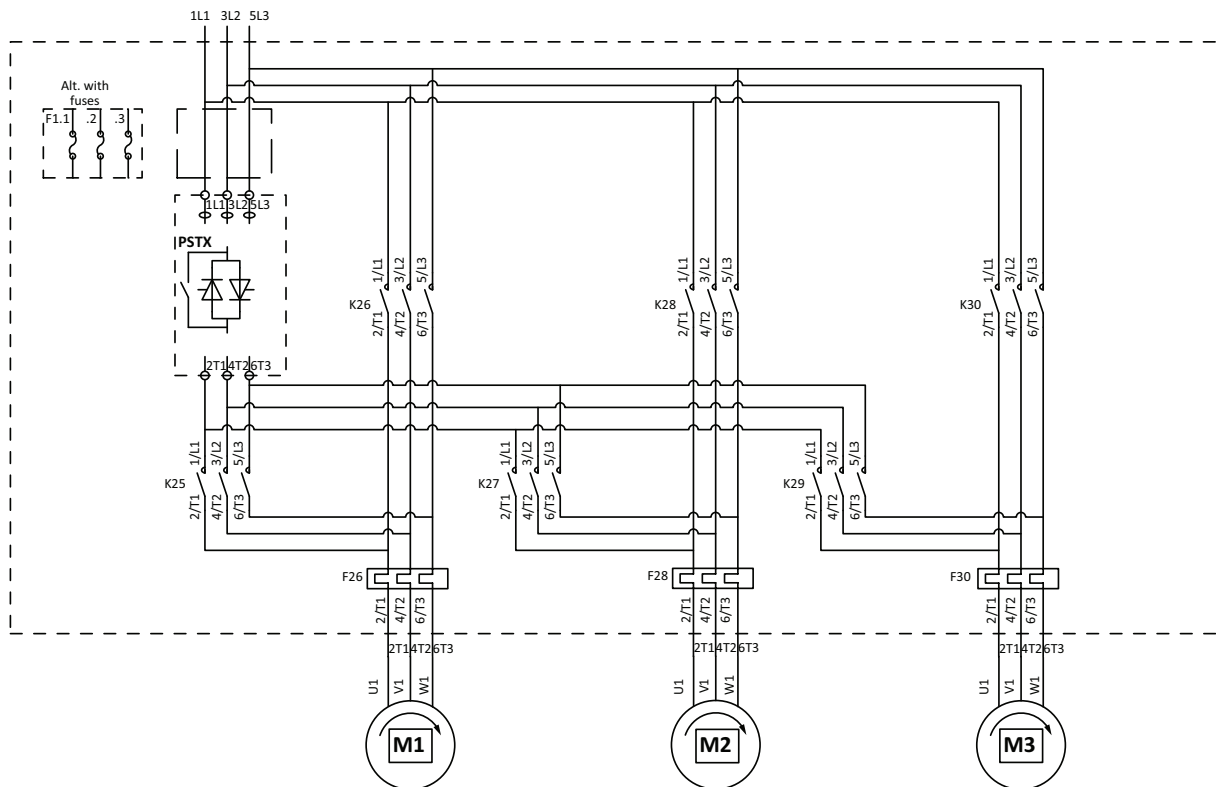 1L1 3L2 5L3
Alt. with
fuses
F1.1 .2 .3
1L1 3L2 5L3
PSTX
2T1 4T2 6T3
K26 1/L1 3/L2 5/L3
2/T1 4/T2 6/T3
K28 1/L1 3/L2 5/L3
2/T1 4/T2 6/T3
K30 1/L1 3/L2 5/L3
2/T1 4/T2 6/T3
K25 1/L1 3/L2 5/L3
2/T1 4/T2 6/T3
K27 1/L1 3/L2 5/L3
2/T1 4/T2 6/T3
K29 1/L1 3/L2 5/L3
2/T1 4/T2 6/T3
F26
2/T1 4/T2 6/T3
F28
2/T1 4/T2 6/T3
F30
2/T1 4/T2 6/T3
2T1 4T2 6T3
2T1 4T2 6T3
2T1 4T2 6T3
U1 V1 W1
U1 V1 W1
U1 V1 W1
M1
M2
M3